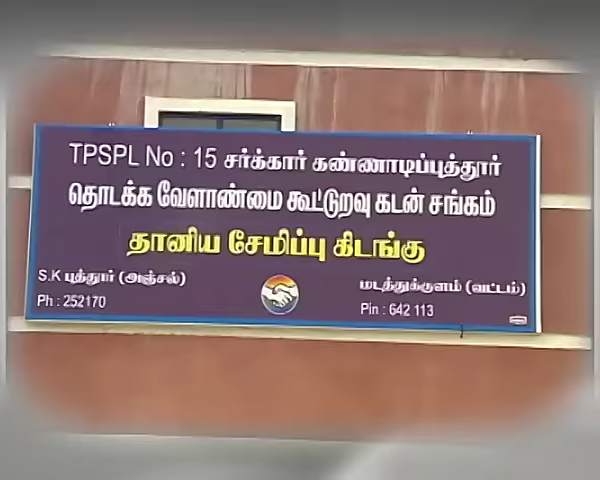 TPSPL No : 15 சர்க்கார் கண்ணாடிப்புத்தூர்
தொடக்க வேளாண்மை கூட்டுறவு கடன் சங்கம்
தானிய சேமிப்பு கிடங்கு
S.K புத்தூர் (அஞ்சல்)
Ph : 252170
மடத்துக்குளம் (வட்டம்)
Pin : 642 113